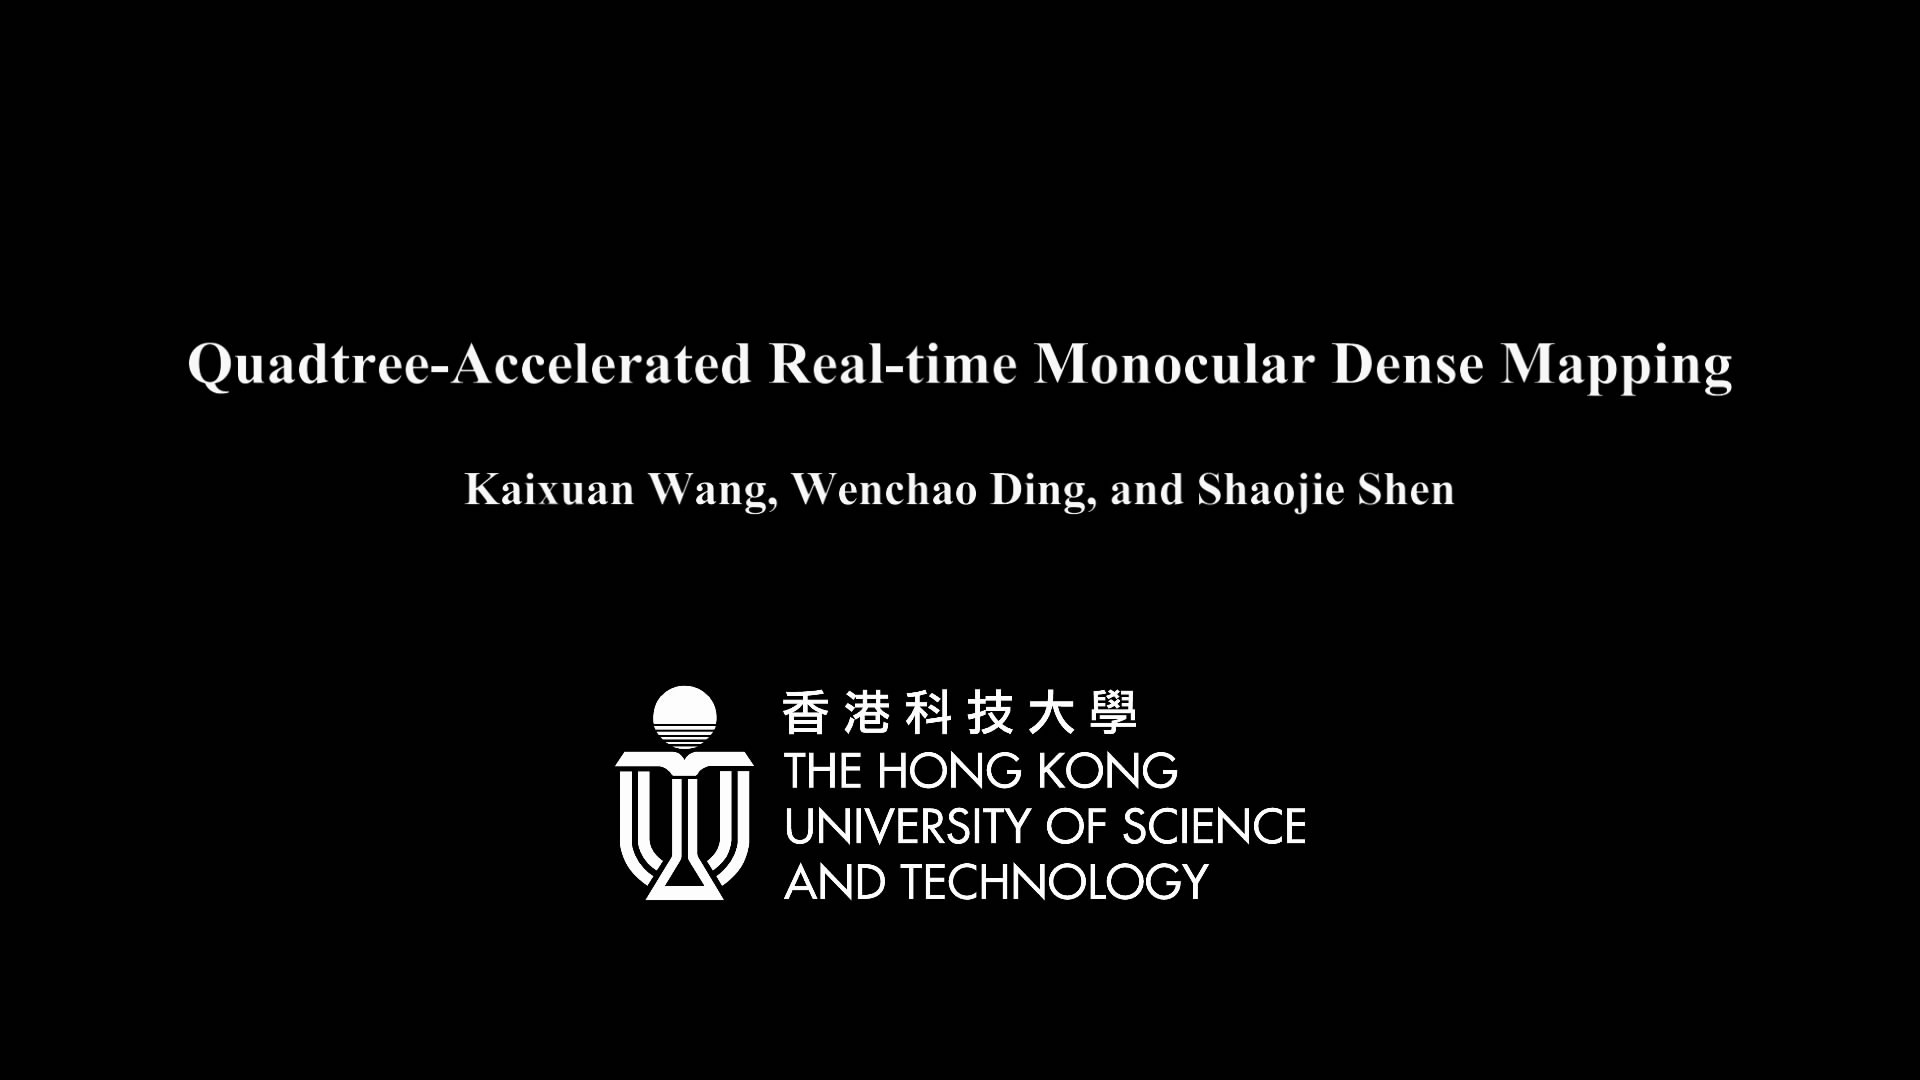 Quadtree-Accelerated Real-time Monocular Dense Mapping
Kaixuan Wang, Wenchao Ding, and Shaojie Shen
香港科技大學
THE HONG KONG
UNIVERSITY OF SCIENCE
AND TECHNOLOGY